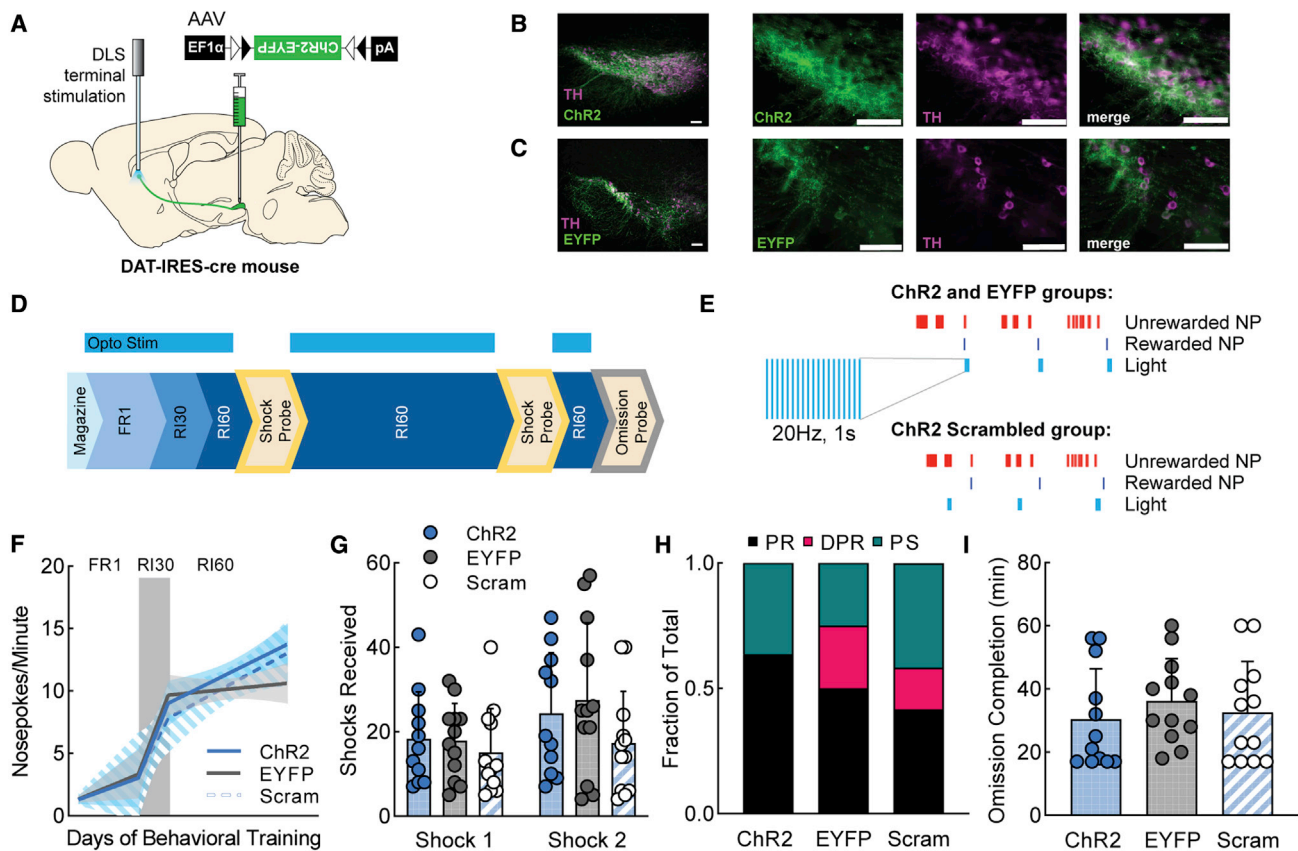 A
AAV
EF1α
ChR2-EYFP
pA
DLS
terminal
stimulation
DAT-IRES-cre mouse
B
TH
ChR2
ChR2
TH
merge
C
TH
EYFP
EYFP
TH
merge
D
Opto Stim
Magazine
FR1
RI30
RI60
Shock
Probe
RI60
Shock
Probe
RI60
Omission
Probe
E
ChR2 and EYFP groups:
Unrewarded NP
Rewarded NP
Light
20Hz, 1s
ChR2 Scrambled group:
Unrewarded NP
Rewarded NP
Light
F
FR1 RI30 RI60
Nosepokes/Minute
20
15
10
5
0
ChR2
EYFP
Scram
Days of Behavioral Training
G
ChR2
EYFP
Scram
Shocks Received
60
40
20
0
Shock 1 Shock 2
H
PR DPR PS
Fraction of Total
1.0
0.5
0.0
ChR2 EYFP Scram
I
Omission Completion (min)
80
60
40
20
0
ChR2 EYFP Scram